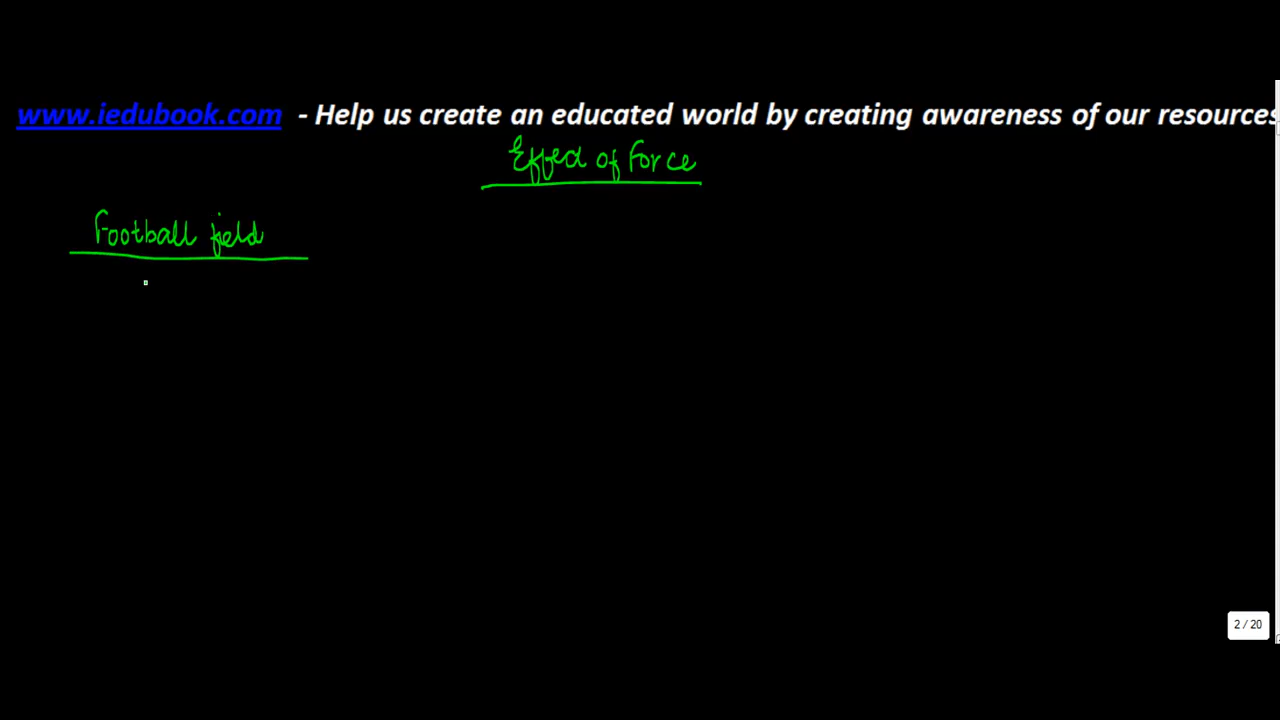 www.iedubook.com - Help us create an educated world by creating awareness of our resources
Effect of Force
Football field
2 / 20